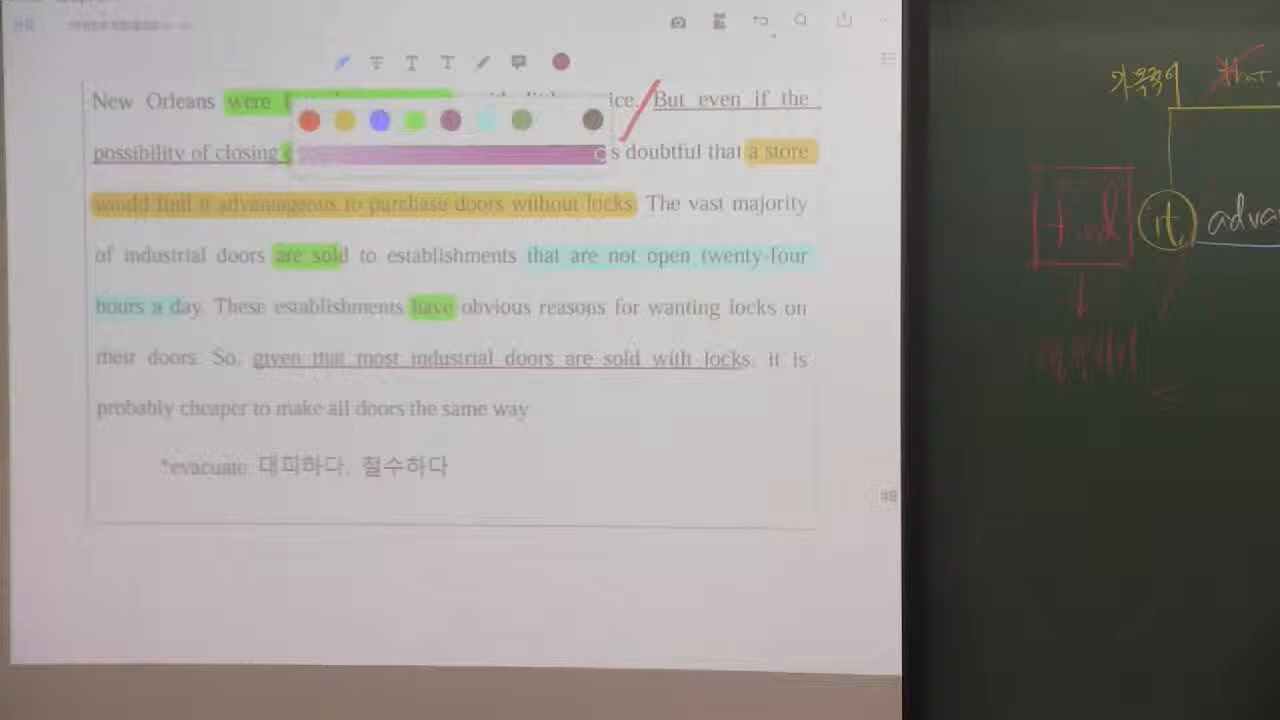 New Orleans were ice. But even if the
possibility of closing s doubtful that a store
would find it advantageous to purchase doors without locks. The vast majority
of industrial doors are sold to establishments that are not open twenty-four
hours a day. These establishments have obvious reasons for wanting locks on
their doors. So, given that most industrial doors are sold with locks, it is
probably cheaper to make all doors the same way
*evacuate: 대피하다, 철수하다
가목적어
find it adva